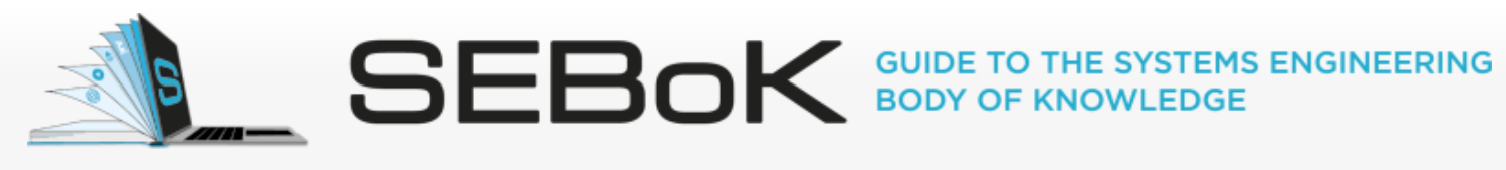 S
SEBoK
GUIDE TO THE SYSTEMS ENGINEERING
BODY OF KNOWLEDGE